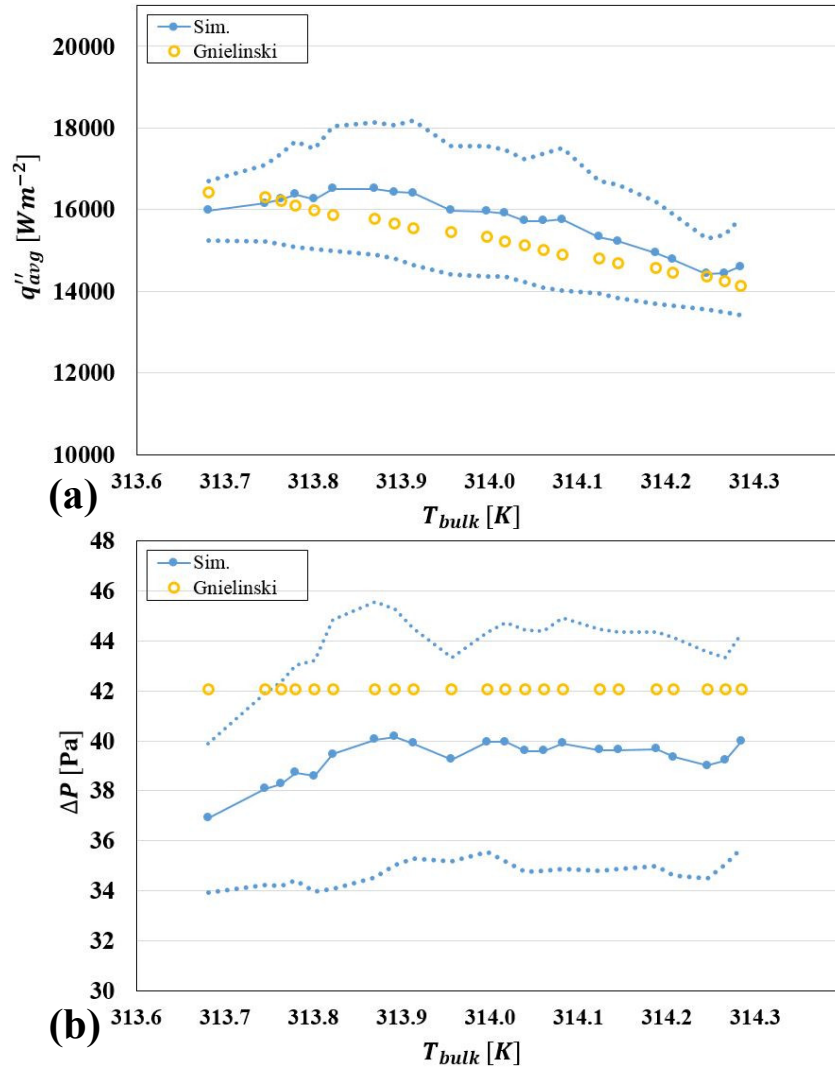 Sim.
Gnielinski
20000
18000
16000
14000
12000
10000
q''avg [Wm−2]
313.6 313.7 313.8 313.9 314.0 314.1 314.2 314.3
(a)
Tbulk [K]
Sim.
Gnielinski
48
46
44
42
40
38
36
34
32
30
ΔP [Pa]
313.6 313.7 313.8 313.9 314.0 314.1 314.2 314.3
(b)
Tbulk [K]